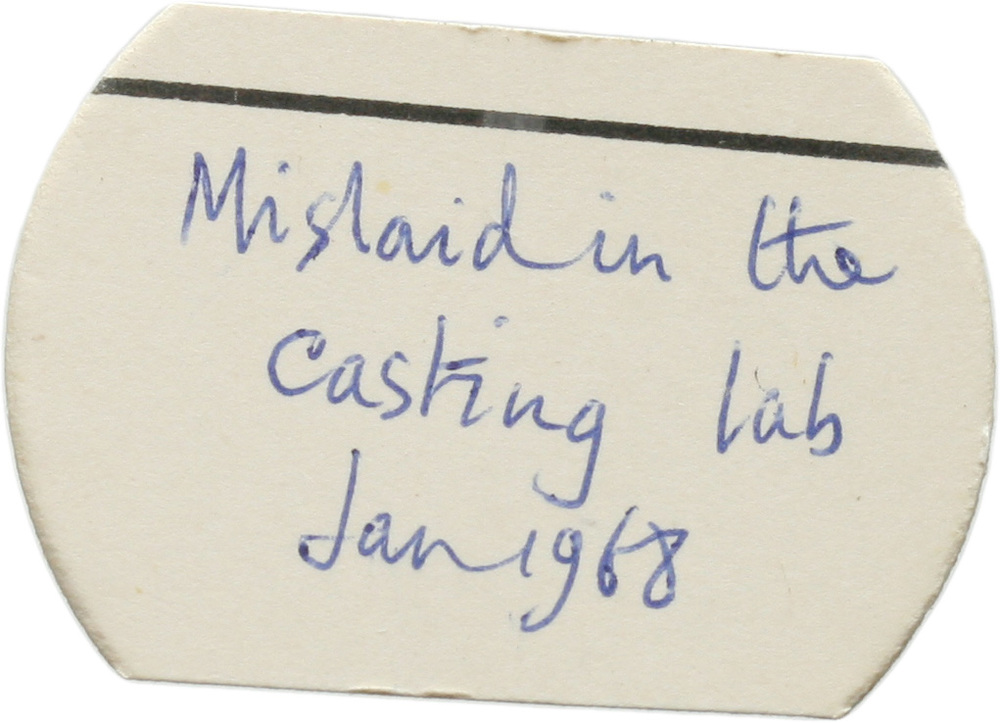 Mislaid in the
Casting lab
Jan 1968